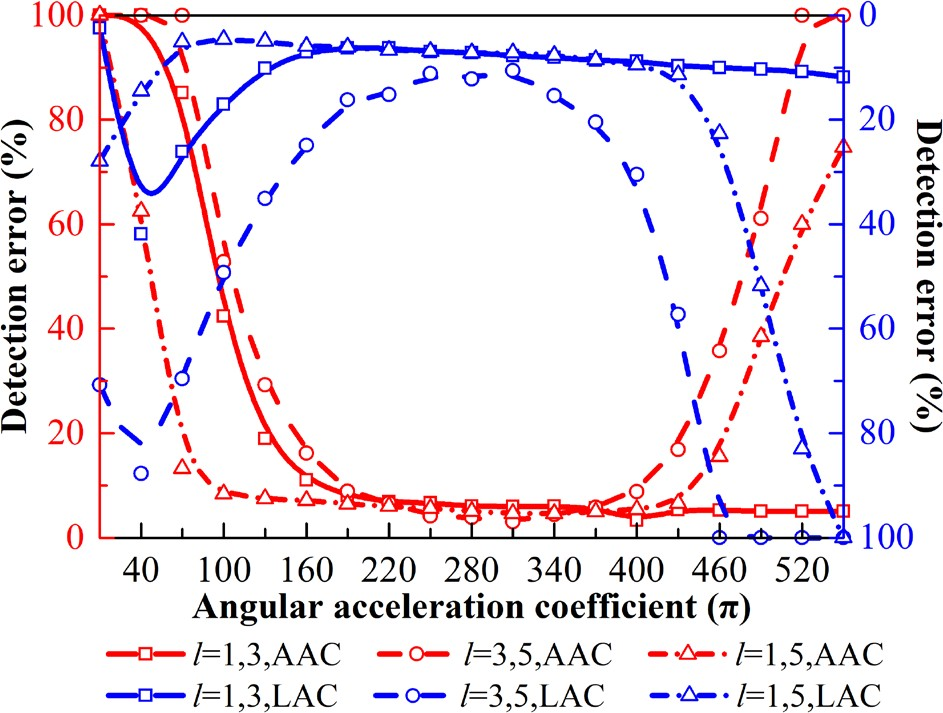 100
80
60
40
20
0
Detection error (%)
0
20
40
60
80
100
Detection error (%)
40 100 160 220 280 340 400 460 520
Angular acceleration coefficient (π)
l=1,3,AAC l=3,5,AAC l=1,5,AAC
l=1,3,LAC l=3,5,LAC l=1,5,LAC